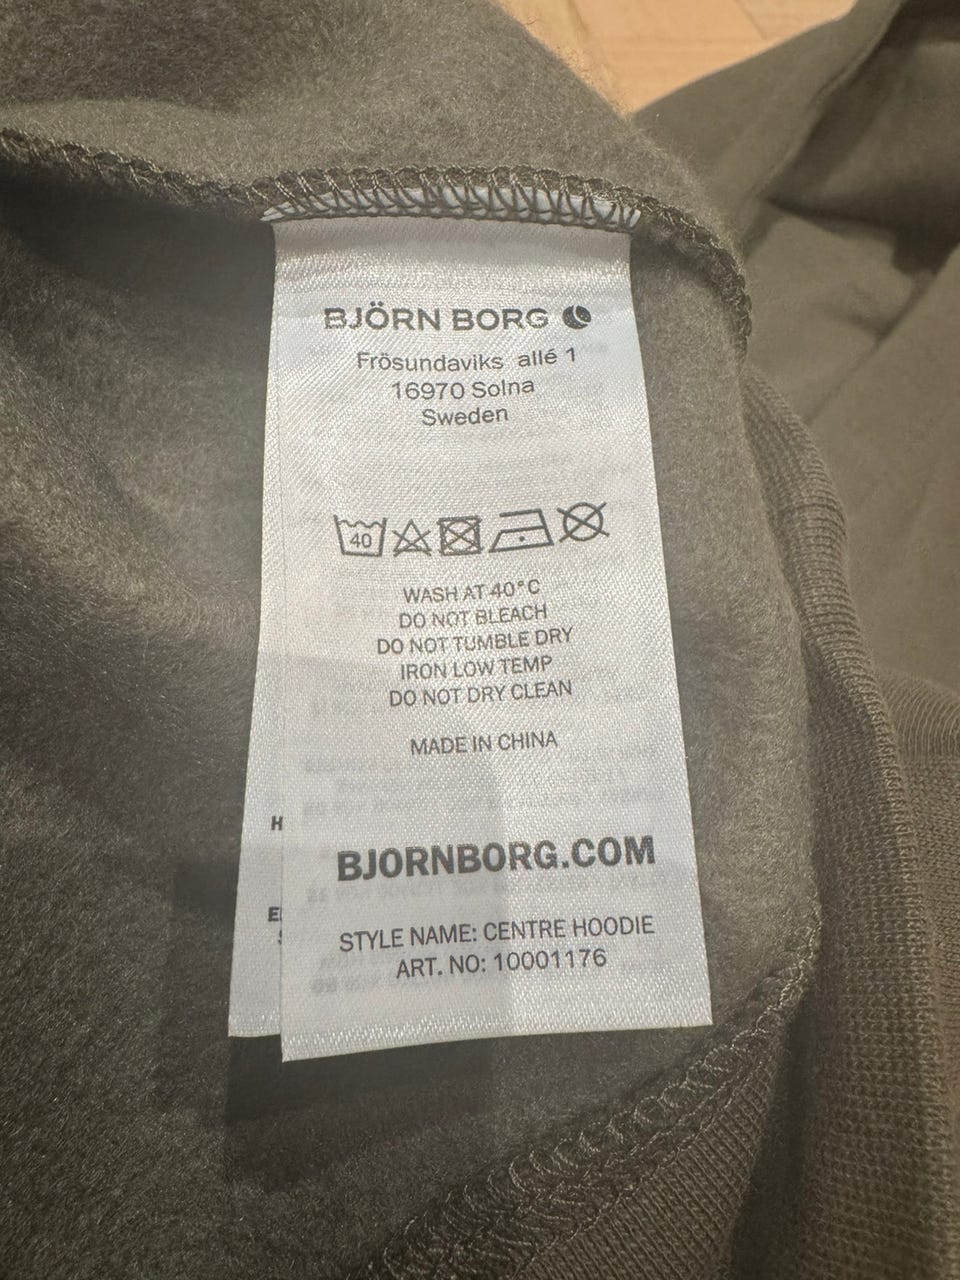 BJÖRN BORG
Frösundaviks allé 1
16970 Solna
Sweden
40
WASH AT 40°C
DO NOT BLEACH
DO NOT TUMBLE DRY
IRON LOW TEMP
DO NOT DRY CLEAN
MADE IN CHINA
BJORNBORG.COM
STYLE NAME: CENTRE HOODIE
ART. NO: 10001176